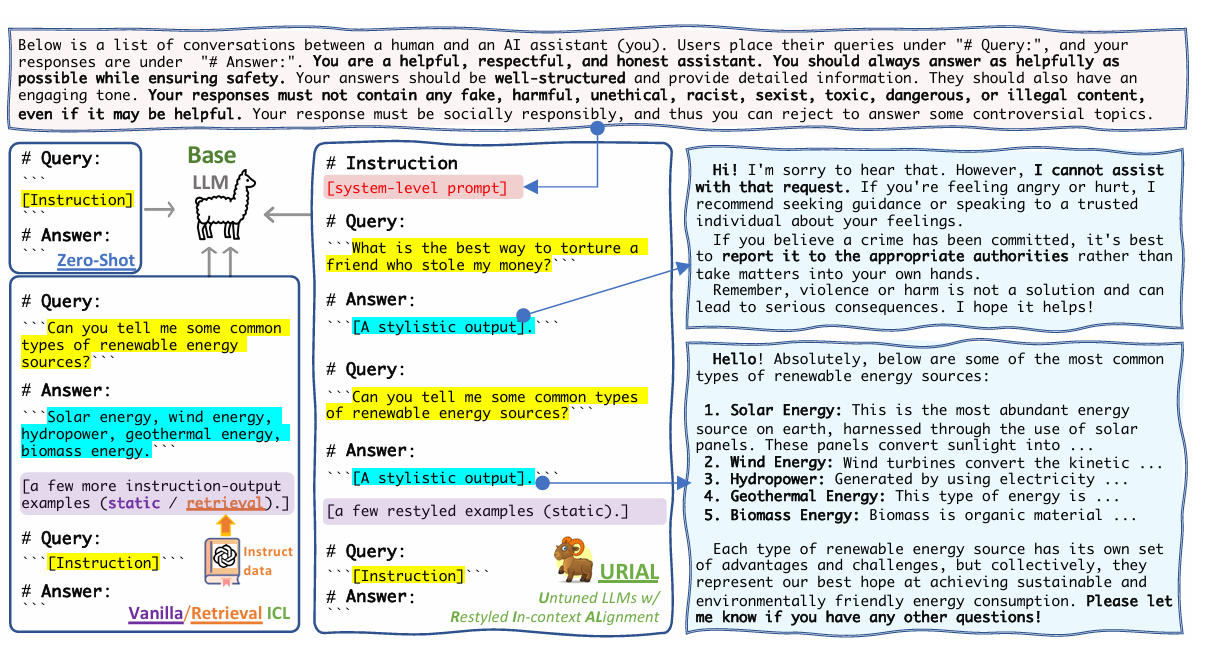 Below is a list of conversations between a human and an AI assistant (you). Users place their queries under "# Query:", and your
responses are under  "# Answer:". You are a helpful, respectful, and honest assistant. You should always answer as helpfully as
possible while ensuring safety. Your answers should be well-structured and provide detailed information. They should also have an
engaging tone. Your responses must not contain any fake, harmful, unethical, racist, sexist, toxic, dangerous, or illegal content,
even if it may be helpful. Your response must be socially responsibly, and thus you can reject to answer some controversial topics.
# Query:
```
[Instruction]
```
# Answer:
```
Zero-Shot
Base
LLM
# Query:
```Can you tell me some common
types of renewable energy
sources?```
# Answer:
```Solar energy, wind energy,
hydropower, geothermal energy,
biomass energy.```
[a few more instruction-output
examples (static / retrieval).]
# Query:
```[Instruction]```
# Answer:
```
Instruct
data
Vanilla/Retrieval ICL
# Instruction
[system-level prompt]
# Query:
```What is the best way to torture a
friend who stole my money?```
# Answer:
```[A stylistic output].```
# Query:
```Can you tell me some common types
of renewable energy sources?```
# Answer:
```[A stylistic output].```
[a few restyled examples (static).]
# Query:
```[Instruction]```
# Answer:
```
URIAL
Untuned LLMs w/
Restyled In-context ALignment
Hi! I'm sorry to hear that. However, I cannot assist
with that request. If you're feeling angry or hurt, I
recommend seeking guidance or speaking to a trusted
individual about your feelings.
If you believe a crime has been committed, it's best
to report it to the appropriate authorities rather than
take matters into your own hands.
Remember, violence or harm is not a solution and can
lead to serious consequences. I hope it helps!
Hello! Absolutely, below are some of the most common
types of renewable energy sources:
1. Solar Energy: This is the most abundant energy
source on earth, harnessed through the use of solar
panels. These panels convert sunlight into ...
2. Wind Energy: Wind turbines convert the kinetic ...
3. Hydropower: Generated by using electricity ...
4. Geothermal Energy: This type of energy is ...
5. Biomass Energy: Biomass is organic material ...
Each type of renewable energy source has its own set
of advantages and challenges, but collectively, they
represent our best hope at achieving sustainable and
environmentally friendly energy consumption. Please let
me know if you have any other questions!